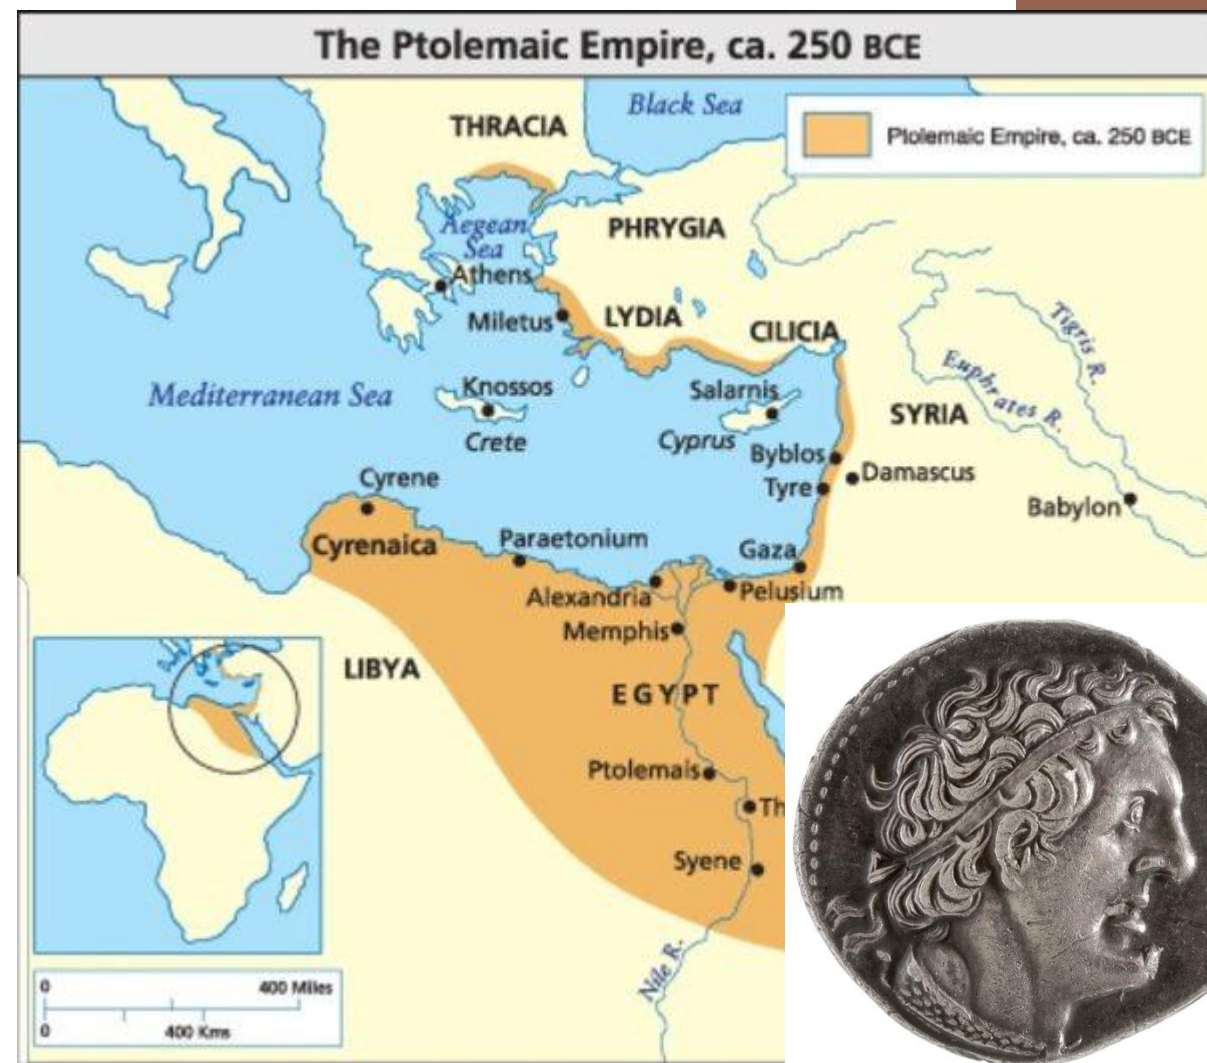 The Ptolemaic Empire, ca. 250 BCE
Black Sea
THRACIA
Ptolemaic Empire, ca. 250 BCE
Aegean
Sea
PHRYGIA
Athens
Miletus
LYDIA
CILICIA
Tigris R.
Euphrates R.
Mediterranean Sea
Knossos
Crete
Salarnis
Cyprus
SYRIA
Byblos
Damascus
Tyre
Babylon
Cyrene
Cyrenaica
Paraetonium
Gaza
Alexandria
Pelusium
Memphis
LIBYA
EGYPT
Ptolemais
Th
Syene
Nile R.
0
400 Miles
0
400 Kms